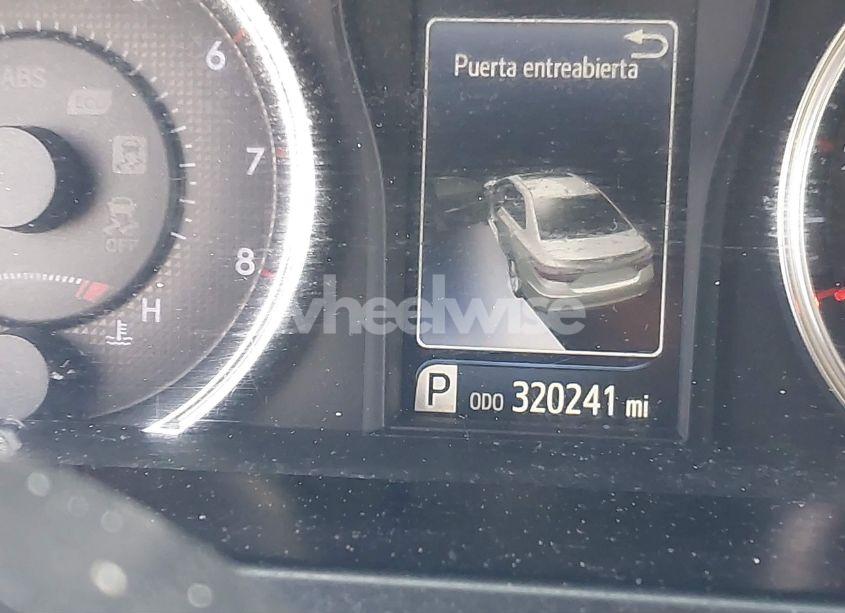 6
ABS
Puerta entreabierta
7
OFF
8
H
wheelwise
P ODO 320241 mi